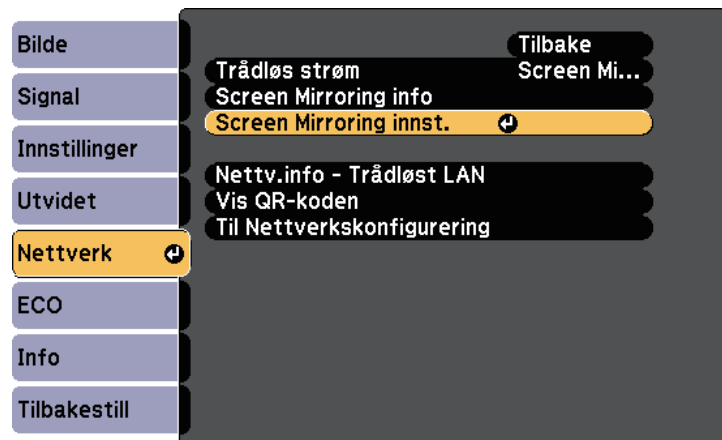 Bilde
Signal
Innstillinger
Utvidet
Nettverk
ECO
Info
Tilbakestill
Tilbake
Trådløs strøm Screen Mi...
Screen Mirroring info
Screen Mirroring innst.
Nettv.info - Trådløst LAN
Vis QR-koden
Til Nettverkskonfigurering